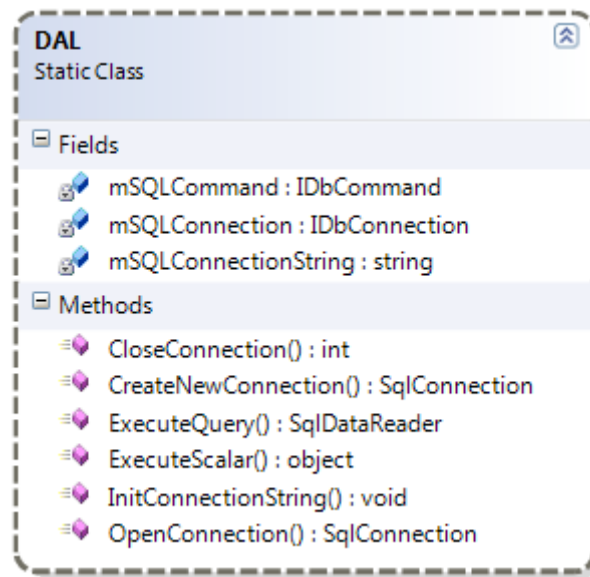 DAL
Static Class
Fields
mSQLCommand : IDbCommand
mSQLConnection : IDbConnection
mSQLConnectionString : string
Methods
CloseConnection() : int
CreateNewConnection() : SqlConnection
ExecuteQuery() : SqlDataReader
ExecuteScalar() : object
InitConnectionString() : void
OpenConnection() : SqlConnection